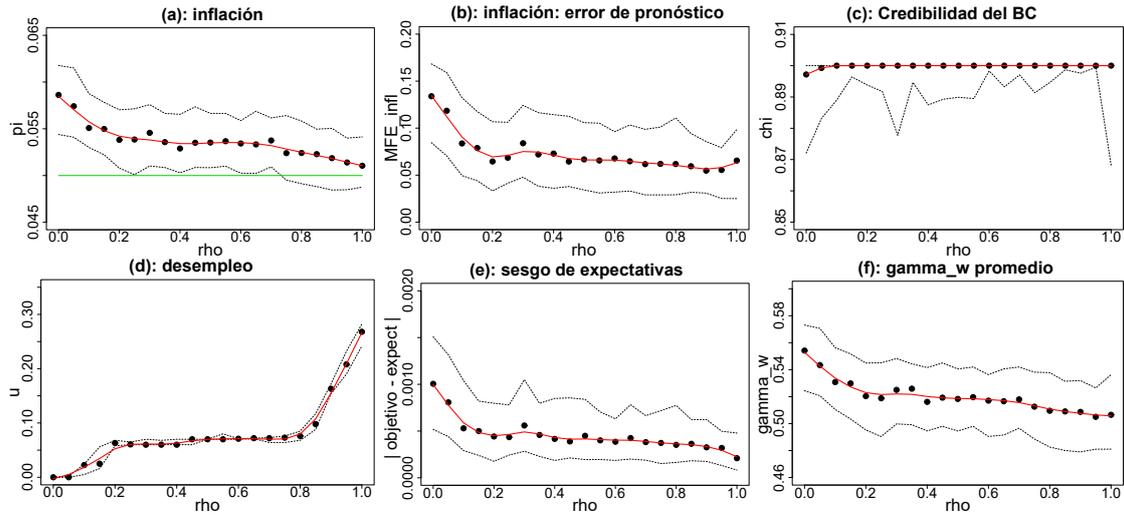 (a): inflación
pi
0.045 0.055 0.065
0.0 0.2 0.4 0.6 0.8 1.0
rho
(b): inflación: error de pronóstico
MFE_infl
0.00 0.05 0.10 0.15 0.20
0.0 0.2 0.4 0.6 0.8 1.0
rho
(c): Credibilidad del BC
chi
0.85 0.87 0.89 0.91
0.0 0.2 0.4 0.6 0.8 1.0
rho
(d): desempleo
u
0.00 0.10 0.20 0.30
0.0 0.2 0.4 0.6 0.8 1.0
rho
(e): sesgo de expectativas
| objetivo - expect |
0.0000 0.0010 0.0020
0.0 0.2 0.4 0.6 0.8 1.0
rho
(f): gamma_w promedio
gamma_w
0.46 0.50 0.54 0.58
0.0 0.2 0.4 0.6 0.8 1.0
rho